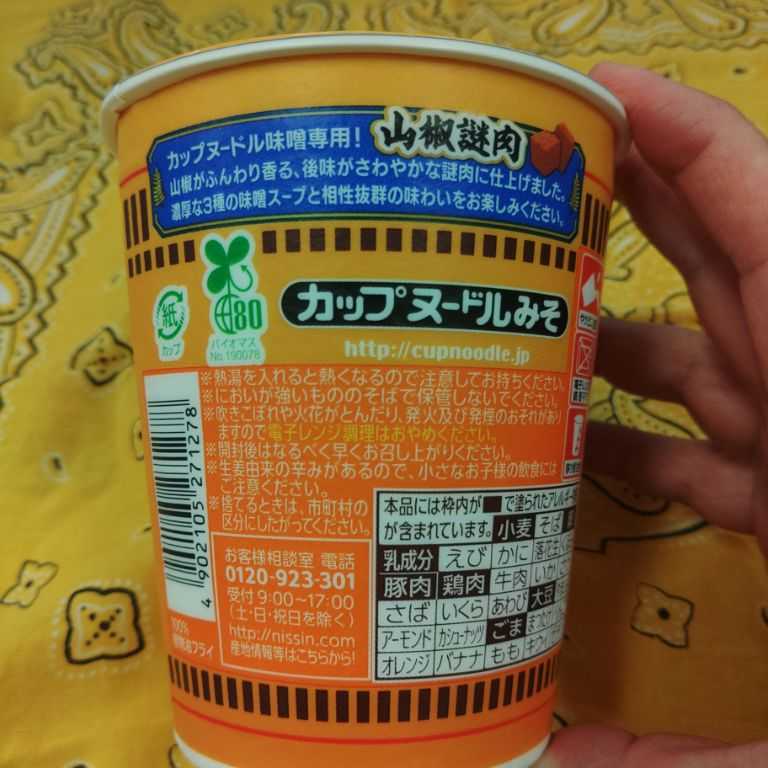 カップヌードル味噌専用! 山椒謎肉
山椒がふんわり香る、後味がさわやかな謎肉に仕上げました。
濃厚な3種の味噌スープと相性抜群の味わいをお楽しみください。
紙
カップ
80
バイオマス
No.190078
カップヌードルみそ
http://cupnoodle.jp
※熱湯を入れると熱くなるので注意してお持ちください。
※においが強いもののそばで保管しないでください。
※吹きこぼれや火花がとんだり、発火及び発煙のおそれがあり
ますので電子レンジ調理はおやめください。
※開封後はなるべく早くお召し上がりください。
※生姜由来の辛みがあるので、小さなお子様の飲食には
ご注意ください。
※捨てるときは、市町村の
区分にしたがってください。
4 902105 271278
お客様相談室 電話
0120-923-301
受付 9:00~17:00
(土・日・祝日を除く)
http://nissin.com
産地情報等はこちらから!
100%
本品には枠内が■で塗られたアレルギー
が含まれています。 小麦 そば
乳成分 えび かに 落花生
豚肉 鶏肉 牛肉 いか
さば いくら あわび 大豆
アーモンド カシューナッツ ごま まつたけ
オレンジ バナナ もも キウイ